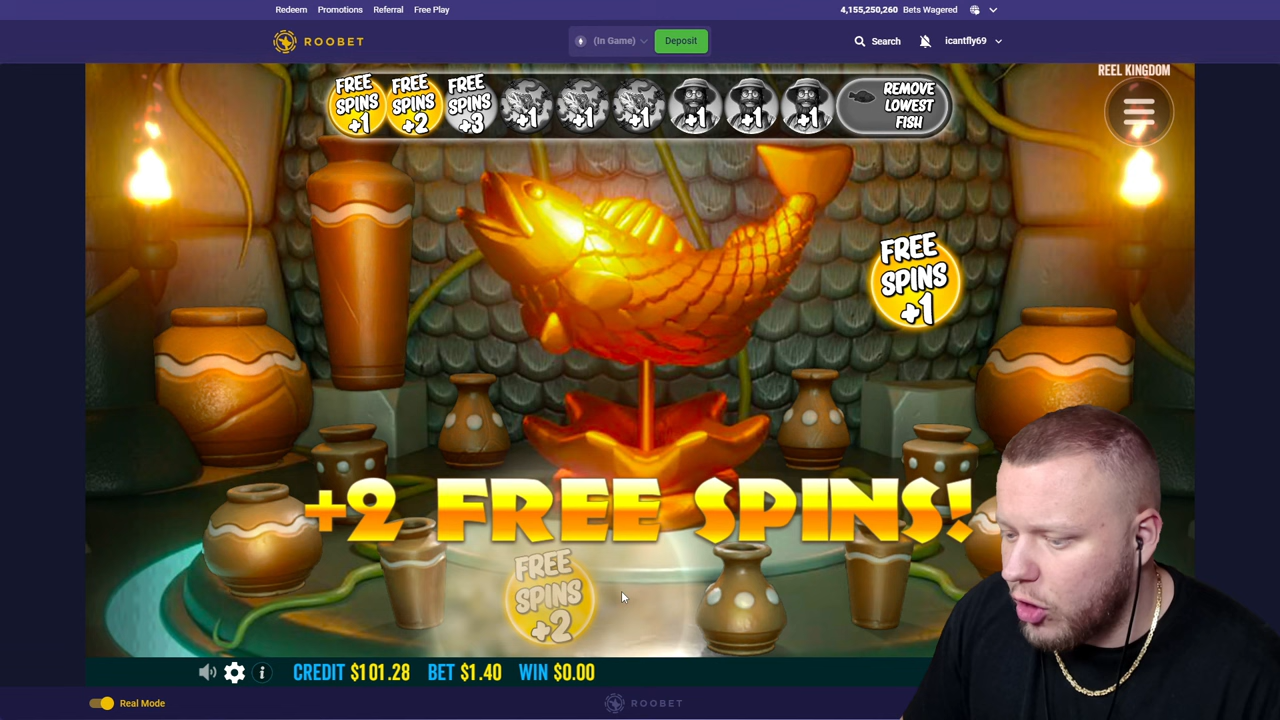 Redeem Promotions Referral Free Play 4,155,250,260 Bets Wagered
ROOBET (In Game) Deposit Search icantfly69
REEL KINGDOM
FREE SPINS +1
FREE SPINS +2
FREE SPINS +3
+1
+1
+1
+1
+1
+1
REMOVE
LOWEST
FISH
FREE
SPINS
+1
+2 FREE SPINS!
FREE
SPINS
+2
CREDIT $101.28 BET $1.40 WIN $0.00
Real Mode ROOBET